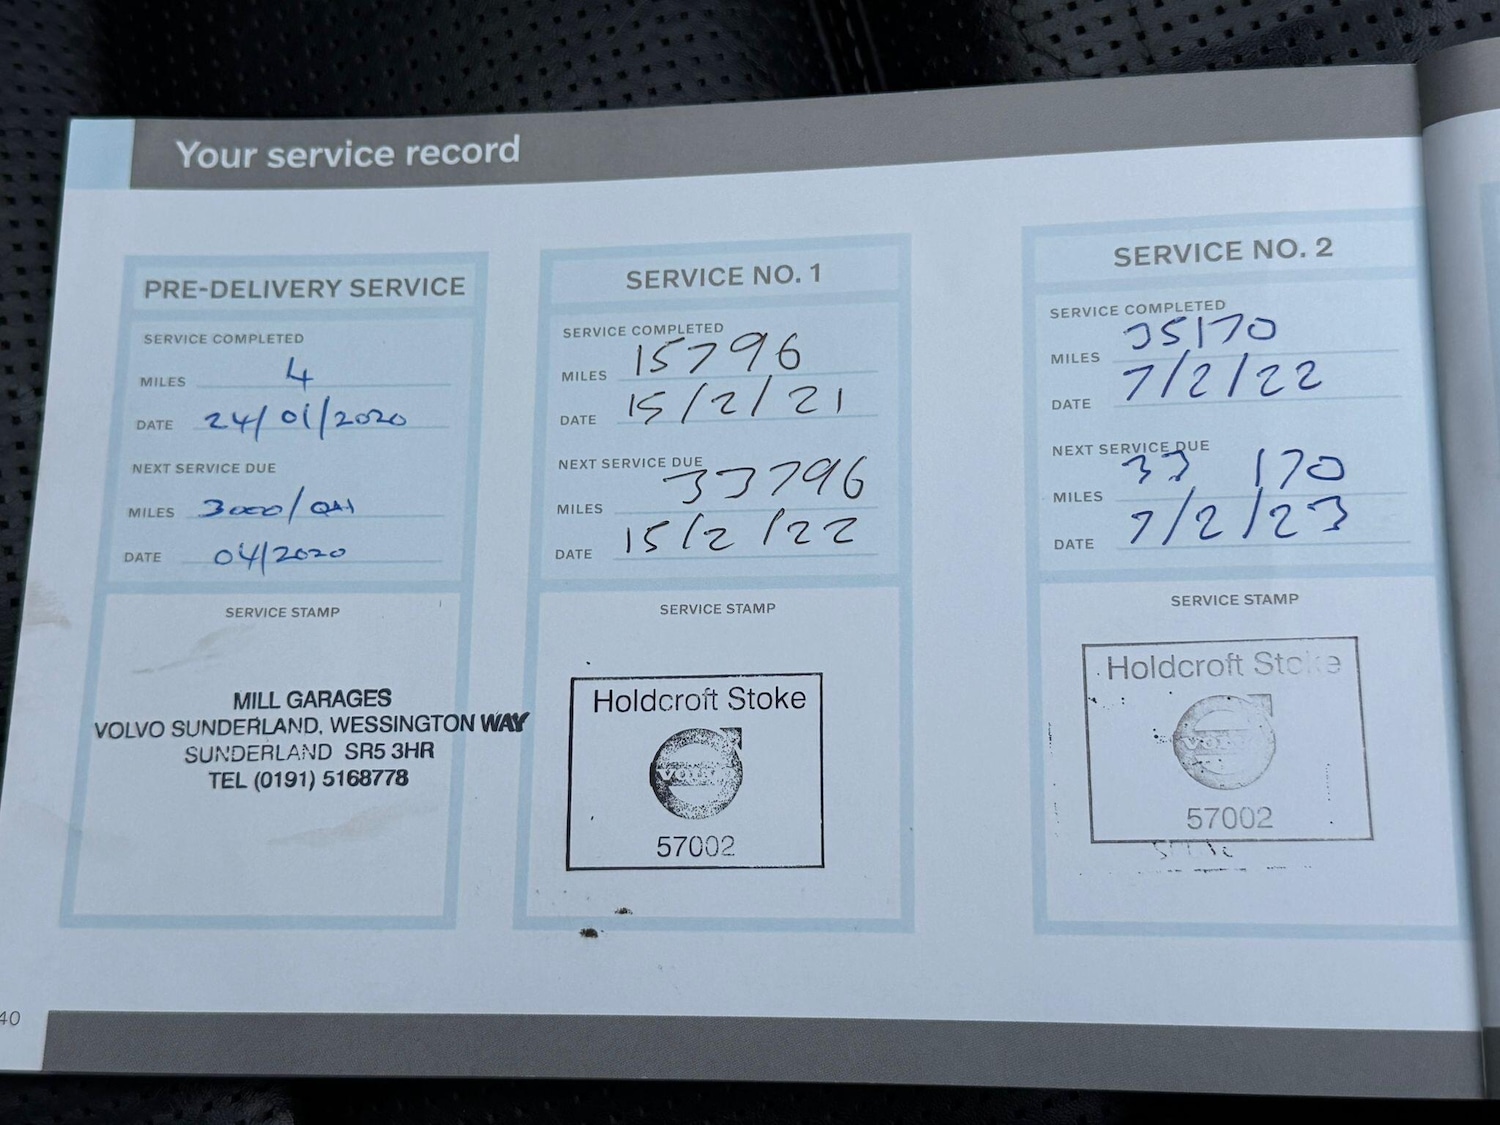 Your service record
PRE-DELIVERY SERVICE
SERVICE COMPLETED
MILES 4
DATE 24/01/2020
NEXT SERVICE DUE
MILES 3000/
DATE 04/2020
SERVICE STAMP
MILL GARAGES
VOLVO SUNDERLAND, WESSINGTON WAY
SUNDERLAND SR5 3HR
TEL (0191) 5168778
SERVICE NO. 1
SERVICE COMPLETED
MILES 15796
DATE 15/2/21
NEXT SERVICE DUE
MILES 33796
DATE 15/2/22
SERVICE STAMP
Holdcroft Stoke
VOLVO
57002
SERVICE NO. 2
SERVICE COMPLETED
MILES 35170
DATE 7/2/22
NEXT SERVICE DUE
MILES 33 170
DATE 7/2/23
SERVICE STAMP
Holdcroft Stoke
VOLVO
57002
40